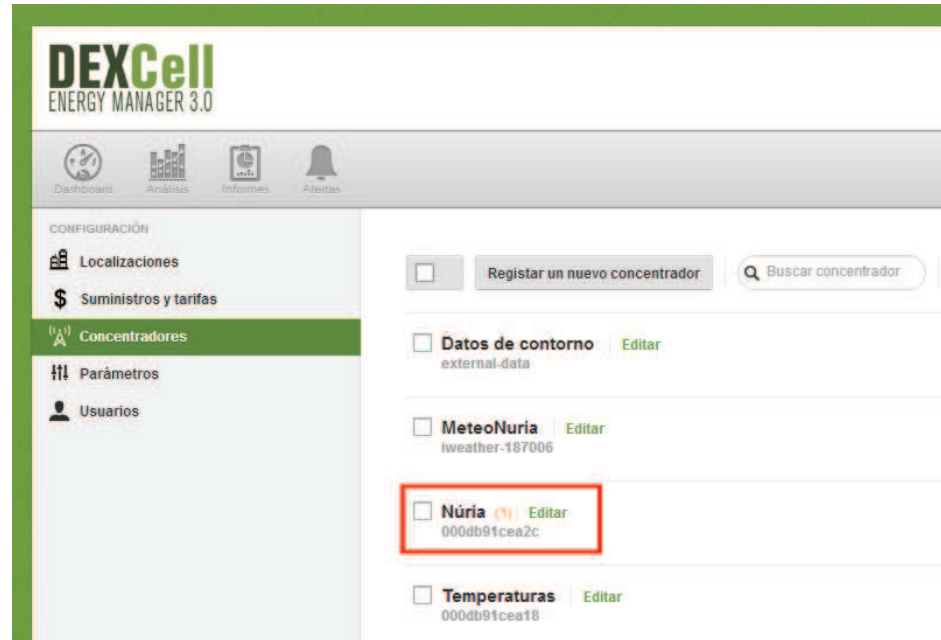 DEXCell
ENERGY MANAGER 3.0
Dashboard Análisis Informes Alertas
CONFIGURACIÓN
Localizaciones
$ Suministros y tarifas
Concentradores
Parámetros
Usuarios
Registar un nuevo concentrador
Buscar concentrador
Datos de contorno Editar
external-data
MeteoNuria Editar
iweather-187006
Núria (1) Editar
000db91cea2c
Temperaturas Editar
000db91cea18